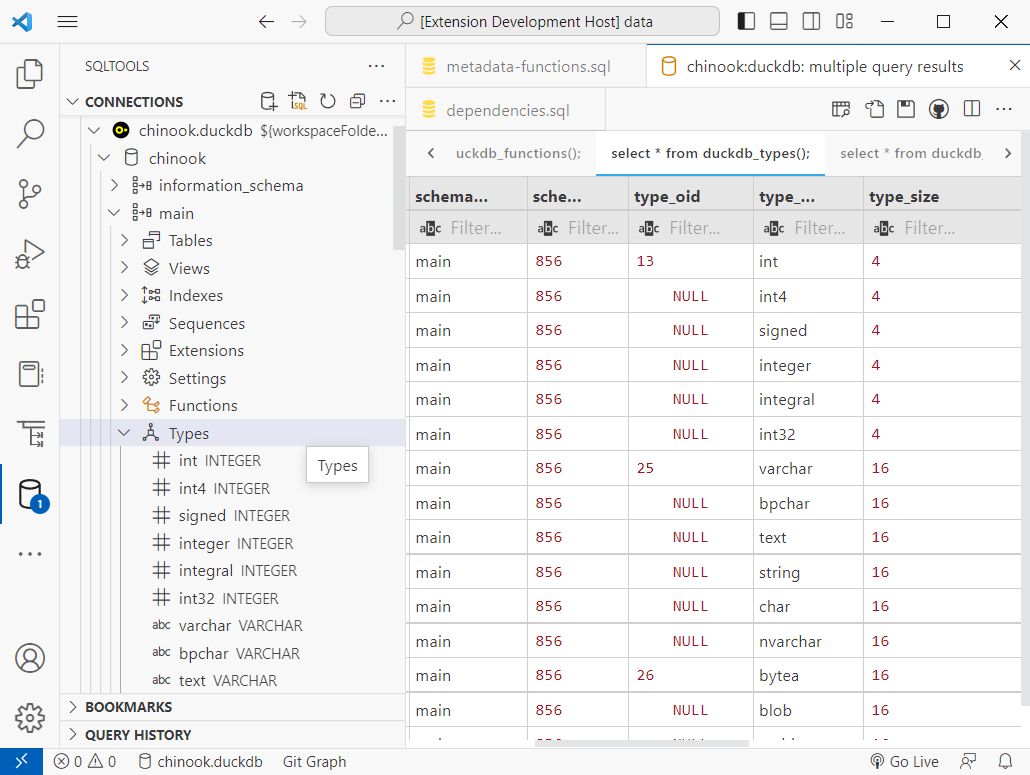 [Extension Development Host] data
SQLTOOLS
CONNECTIONS
chinook.duckdb ${workspaceFolde...
chinook
information_schema
main
Tables
Views
Indexes
Sequences
Extensions
Settings
Functions
Types
Types
int INTEGER
int4 INTEGER
signed INTEGER
integer INTEGER
integral INTEGER
int32 INTEGER
abc varchar VARCHAR
abc bpchar VARCHAR
abc text VARCHAR
BOOKMARKS
QUERY HISTORY
1
metadata-functions.sql
chinook:duckdb: multiple query results
dependencies.sql
uckdb_functions();
select * from duckdb_types();
select * from duckdb_
schema... sche... type_oid type_... type_size
abc Filter... abc Filter... abc Filter... abc Filter... abc Filter...
main 856 13 int 4
main 856 NULL int4 4
main 856 NULL signed 4
main 856 NULL integer 4
main 856 NULL integral 4
main 856 NULL int32 4
main 856 25 varchar 16
main 856 NULL bpchar 16
main 856 NULL text 16
main 856 NULL string 16
main 856 NULL char 16
main 856 NULL nvarchar 16
main 856 26 bytea 16
main 856 NULL blob 16
0 0 chinook.duckdb Git Graph Go Live